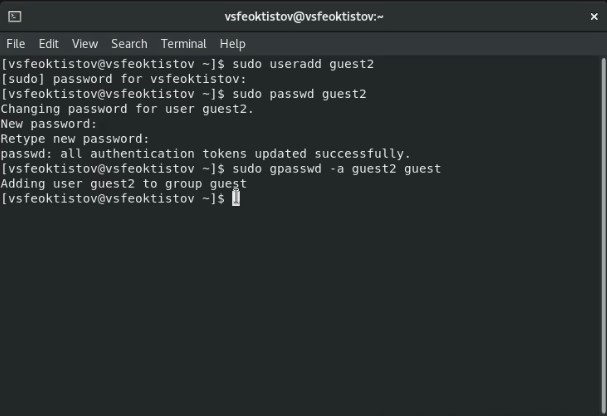 vsfeoktistov@vsfeoktistov:~
File Edit View Search Terminal Help
[vsfeoktistov@vsfeoktistov ~]$ sudo useradd guest2
[sudo] password for vsfeoktistov:
[vsfeoktistov@vsfeoktistov ~]$ sudo passwd guest2
Changing password for user guest2.
New password:
Retype new password:
passwd: all authentication tokens updated successfully.
[vsfeoktistov@vsfeoktistov ~]$ sudo gpasswd -a guest2 guest
Adding user guest2 to group guest
[vsfeoktistov@vsfeoktistov ~]$